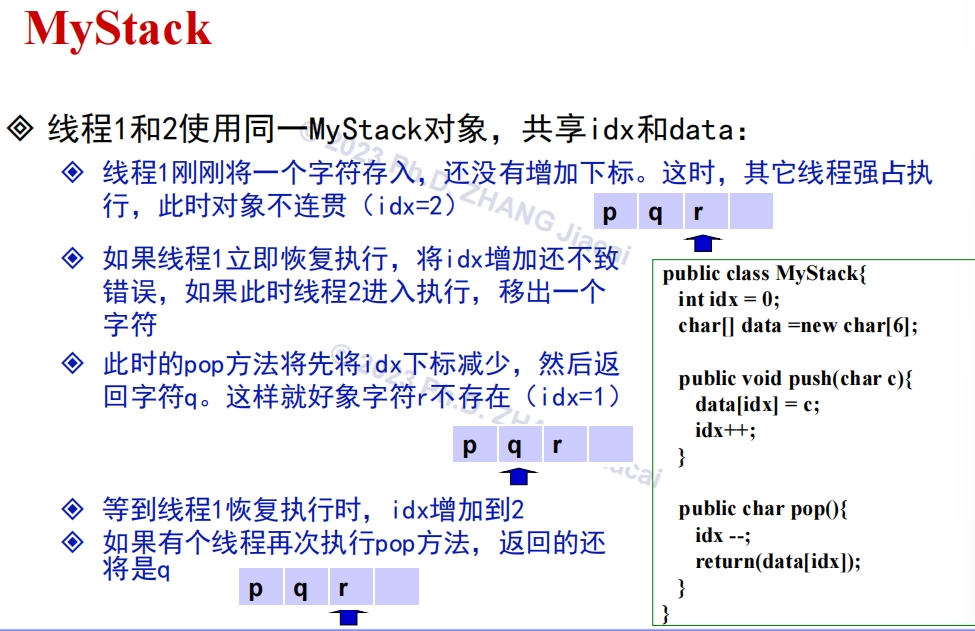 MyStack
线程1和2使用同一MyStack对象，共享idx和data：
线程1刚刚将一个字符存入，还没有增加下标。这时，其它线程强占执
行，此时对象不连贯（idx=2）
p q r
如果线程1立即恢复执行，将idx增加还不致
错误，如果此时线程2进入执行，移出一个
字符
此时的pop方法将先将idx下标减少，然后返
回字符q。这样就好象字符r不存在（idx=1）
p q r
等到线程1恢复执行时，idx增加到2
如果有个线程再次执行pop方法，返回的还
将是q
p q r
public class MyStack{
int idx = 0;
char[] data =new char[6];
public void push(char c){
data[idx] = c;
idx++;
}
public char pop(){
idx --;
return(data[idx]);
}
}
© 2023 Ph.D. ZHANG Jiacai
© 2023 Ph.D. ZHA